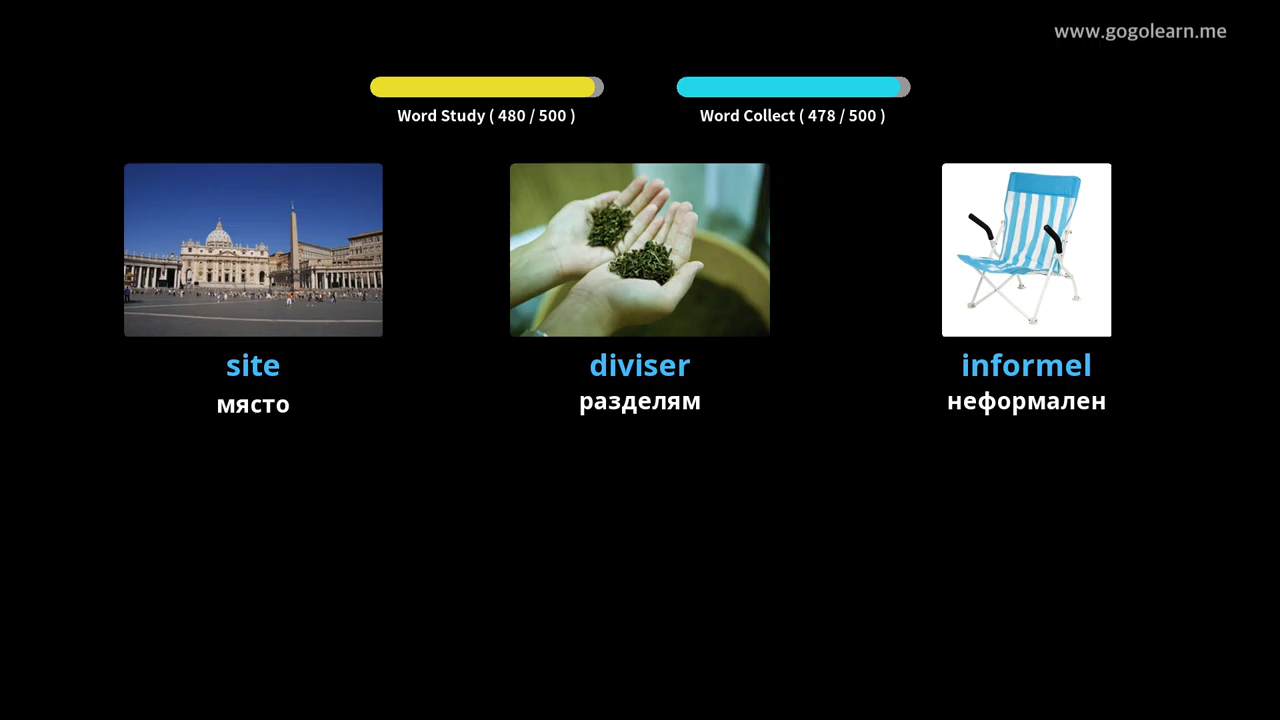 www.gogolearn.me
Word Study ( 480 / 500 )
Word Collect ( 478 / 500 )
site
място
diviser
разделям
informel
неформален